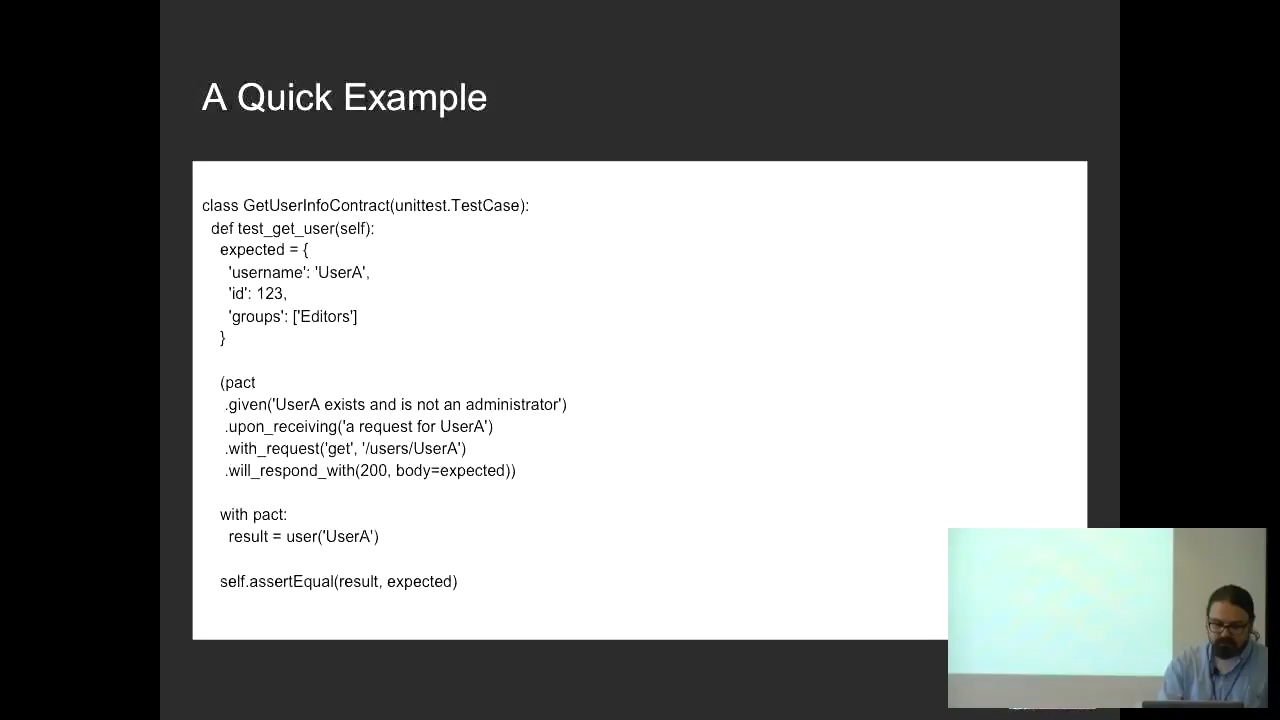 A Quick Example
class GetUserInfoContract(unittest.TestCase):
def test_get_user(self):
expected = {
'username': 'UserA',
'id': 123,
'groups': ['Editors']
}
(pact
.given('UserA exists and is not an administrator')
.upon_receiving('a request for UserA')
.with_request('get', '/users/UserA')
.will_respond_with(200, body=expected))
with pact:
result = user('UserA')
self.assertEqual(result, expected)